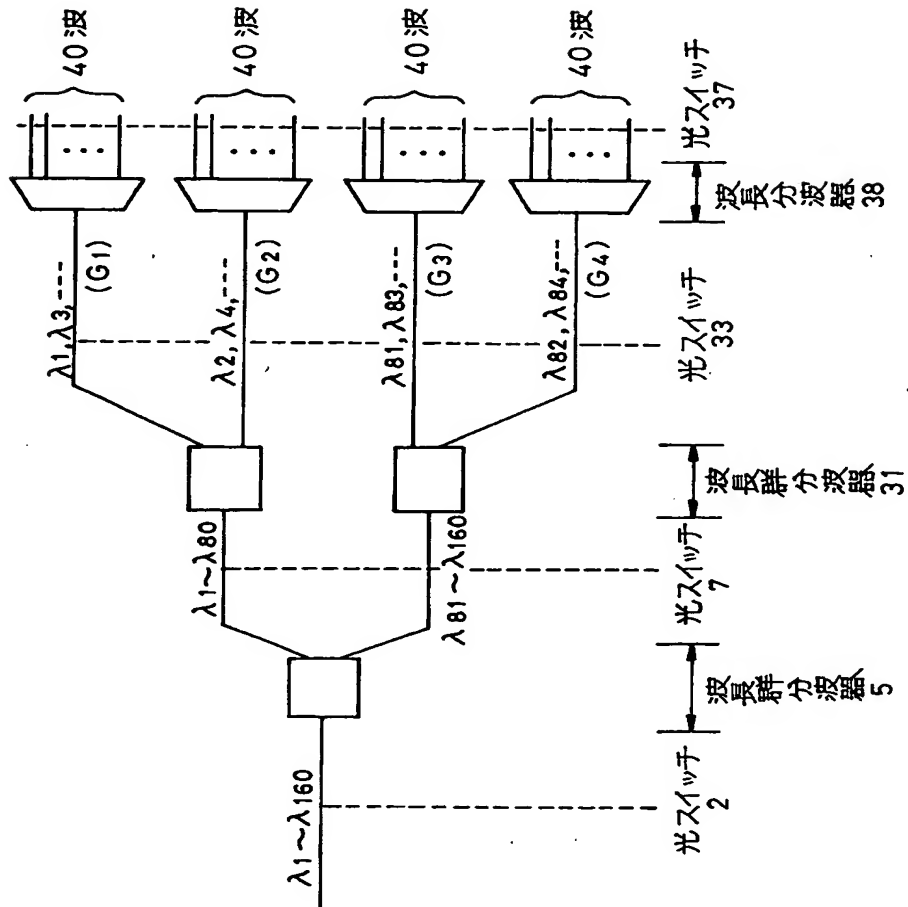 40波
40波
40波
40波
λ1,λ3,---
(G1)
λ2,λ4,---
(G2)
λ81,λ83,---
(G3)
λ82,λ84,---
(G4)
λ1~λ80
λ81~λ160
λ1~λ160
光スイッチ
2
波長群分波器
5
光スイッチ
7
波長群分波器
31
光スイッチ
33
波長分波器
38
光スイッチ
37